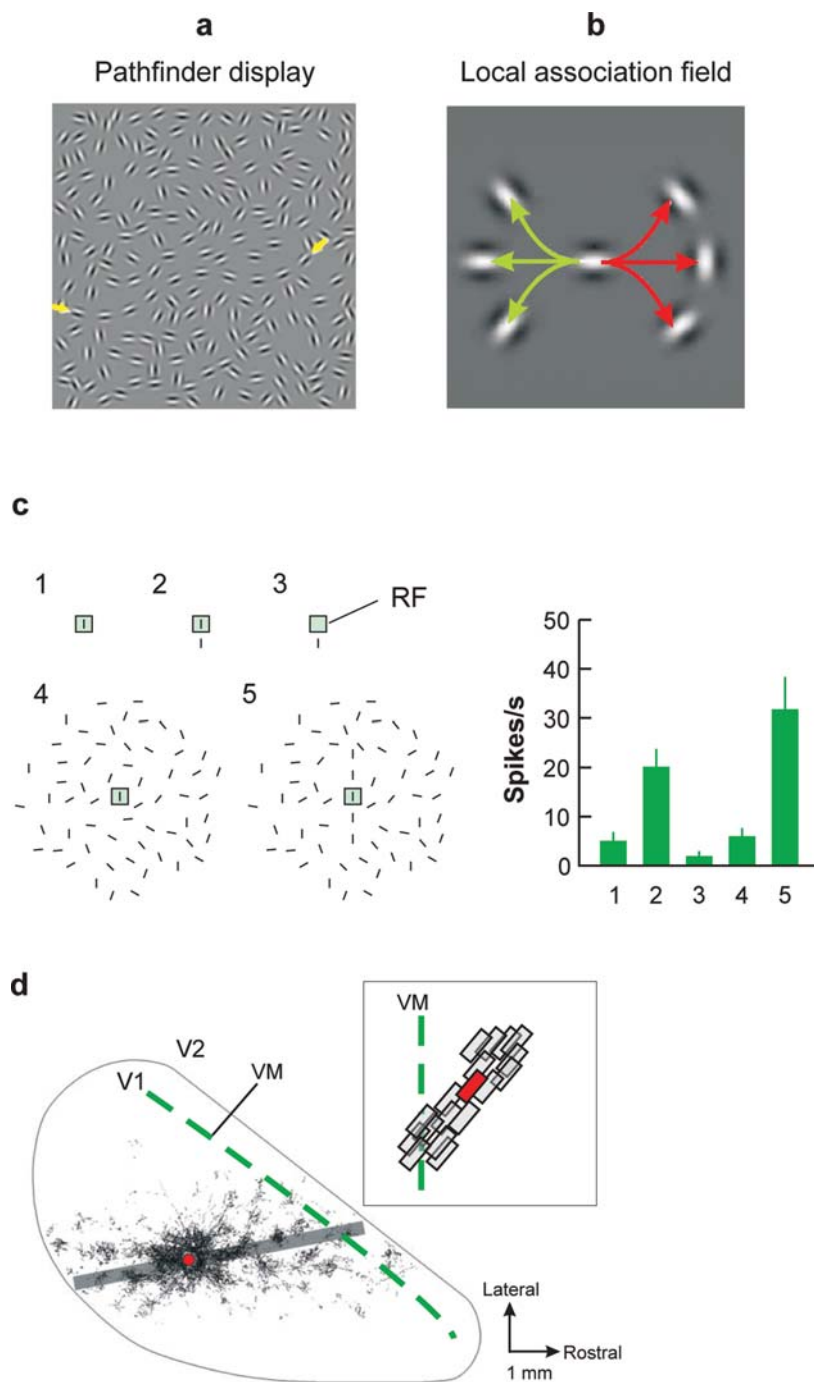 a
Pathfinder display
b
Local association field
c
1
2
3
RF
4
5
Spikes/s
50
40
30
20
10
0
1 2 3 4 5
d
V2
V1
VM
VM
Lateral
Rostral
1 mm